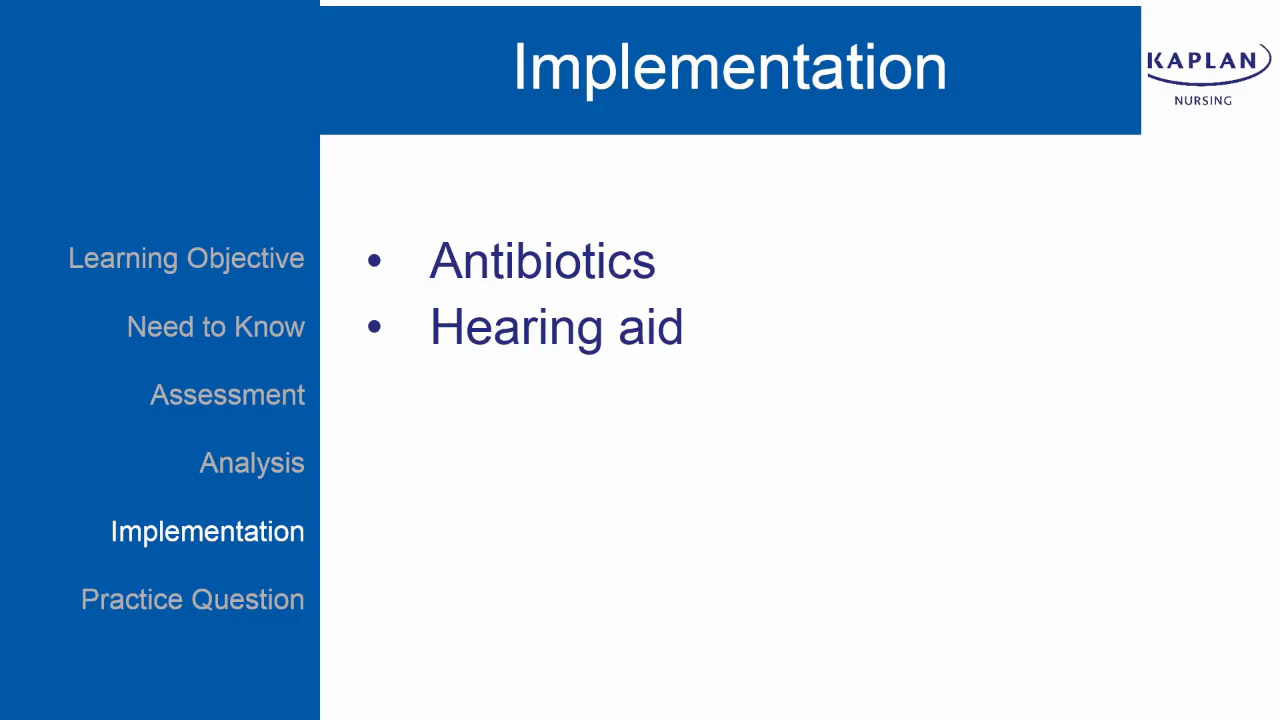 Implementation
KAPLAN
NURSING
Learning Objective
Need to Know
Assessment
Analysis
Implementation
Practice Question
• Antibiotics
• Hearing aid